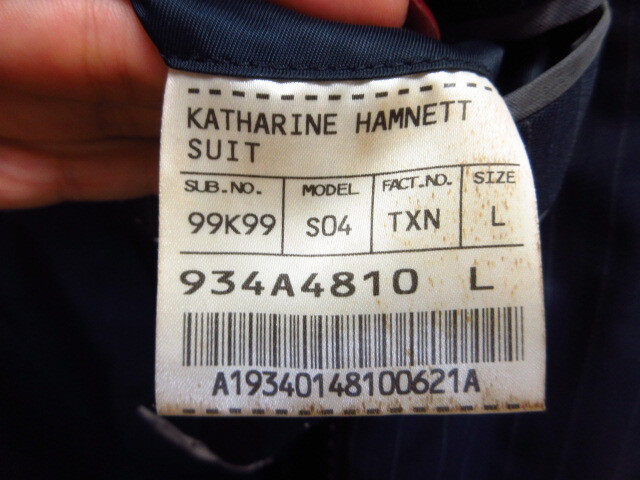 KATHARINE HAMNETT
SUIT
SUB.NO. MODEL FACT.NO. SIZE
99K99 S04 TXN L
934A4810 L
A19340148100621A